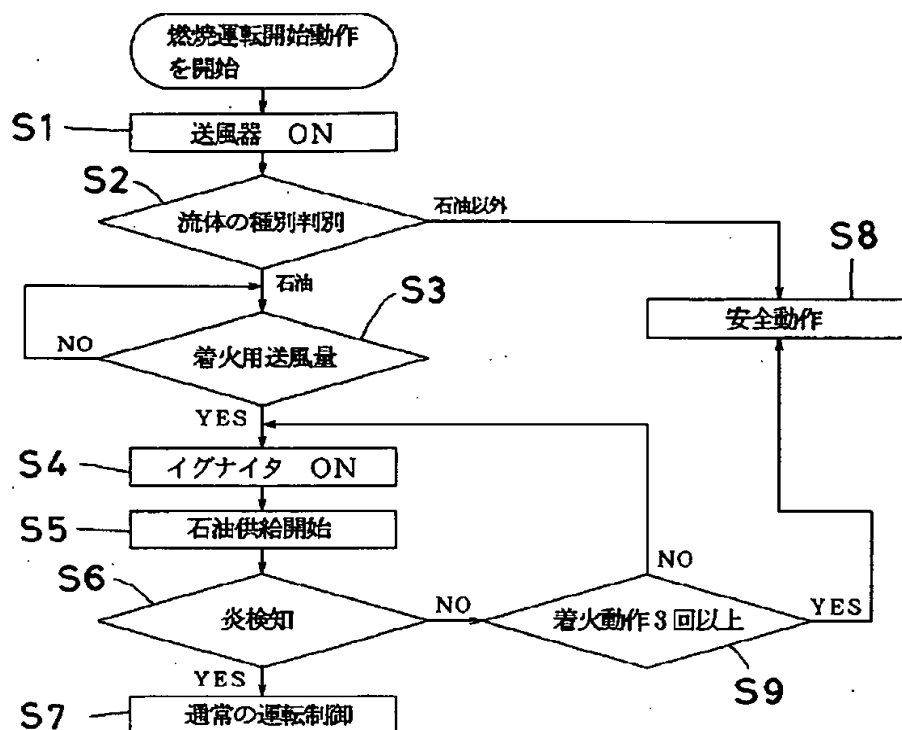 燃焼運転開始動作
を開始
S1
送風器 ON
S2
流体の種別判別
石油以外
石油
S8
安全動作
S3
着火用送風量
NO
YES
S4
イグナイタ ON
S5
石油供給開始
S6
炎検知
NO
YES
着火動作3回以上
NO
YES
S9
S7
通常の運転制御